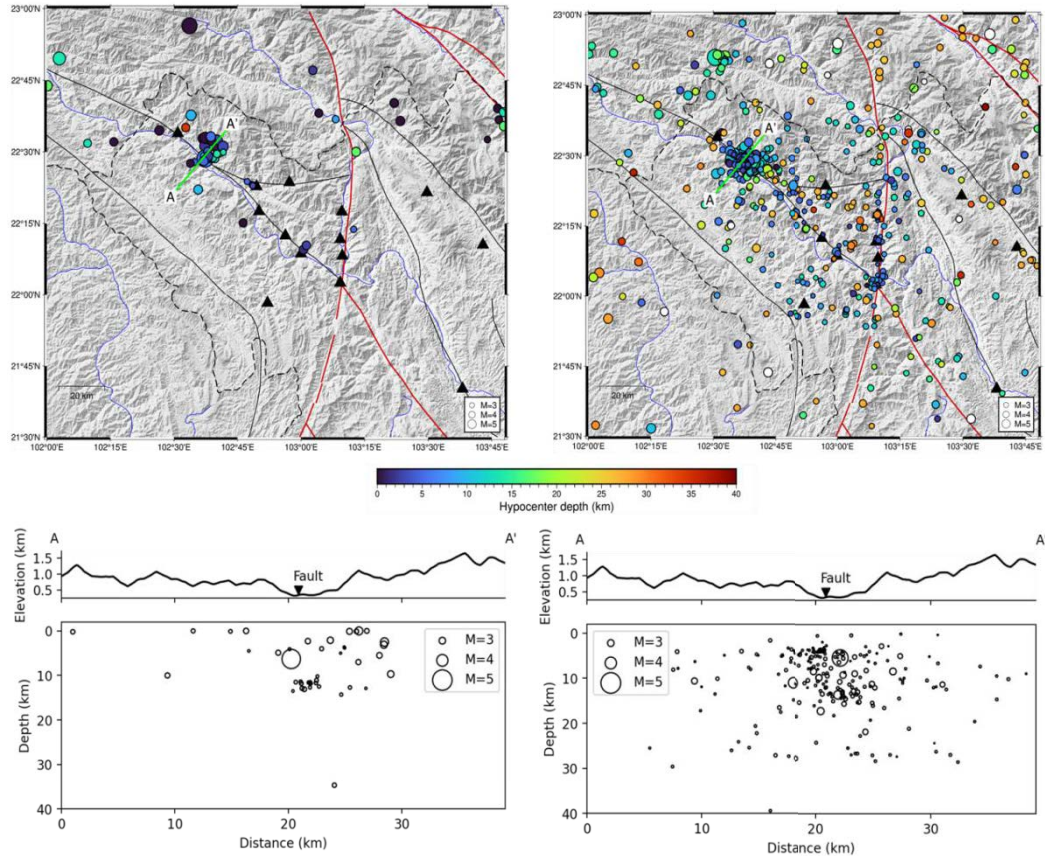 23°00'N
22°45'N
22°30'N
22°15'N
22°00'N
21°45'N
21°30'N
102°00'E 102°15'E 102°30'E 102°45'E 103°00'E 103°15'E 103°30'E 103°45'E
A'
A
20 km
M=3
M=4
M=5
23°00'N
22°45'N
22°30'N
22°15'N
22°00'N
21°45'N
21°30'N
102°00'E 102°15'E 102°30'E 102°45'E 103°00'E 103°15'E 103°30'E 103°45'E
A'
A
20 km
M=3
M=4
M=5
0 5 10 15 20 25 30 35 40
Hypocenter depth (km)
A A'
Elevation (km)
1.5
1.0
0.5
Fault
Depth (km)
0
10
20
30
40
M=3
M=4
M=5
0 10 20 30
Distance (km)
A A
Elevation (km)
1.5
1.0
0.5
Fault
Depth (km)
0
10
20
30
40
M=3
M=4
M=5
0 10 20 30
Distance (km)